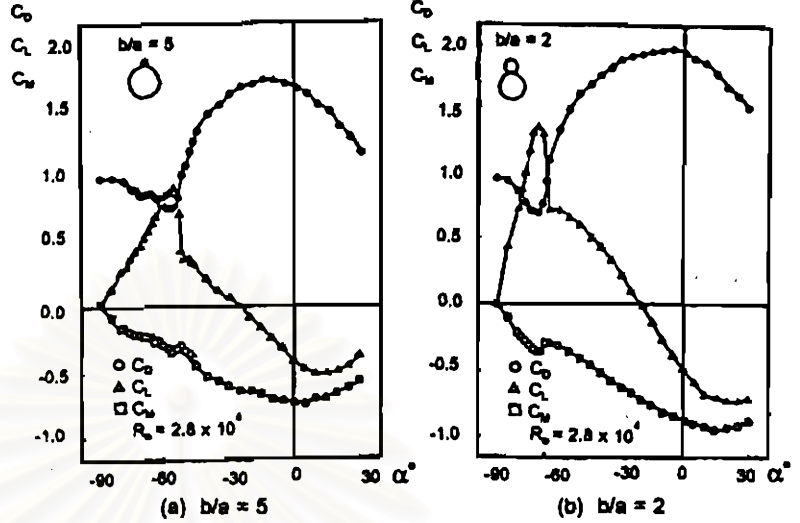 C_D
C_L
C_M
2.0
1.5
1.0
0.5
0.0
-0.5
-1.0
b/a = 5
○ C_D
△ C_L
□ C_M
R_e = 2.8 x 10^4
-90 -60 -30 0 30 α°
(a) b/a = 5
C_D
C_L
C_M
2.0
1.5
1.0
0.5
0.0
-0.5
-1.0
b/a = 2
○ C_D
△ C_L
□ C_M
R_e = 2.8 x 10^4
-90 -60 -30 0 30 α°
(b) b/a = 2